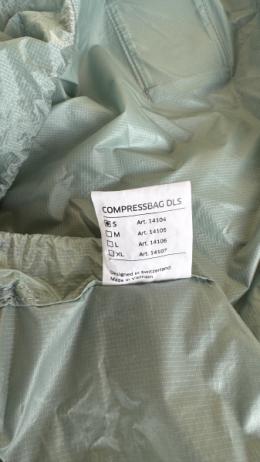 COMPRESSBAG DLS
S Art. 14104
M Art. 14105
L Art. 14106
XL Art. 14107
Designed in Switzerland
Made in Vietnam